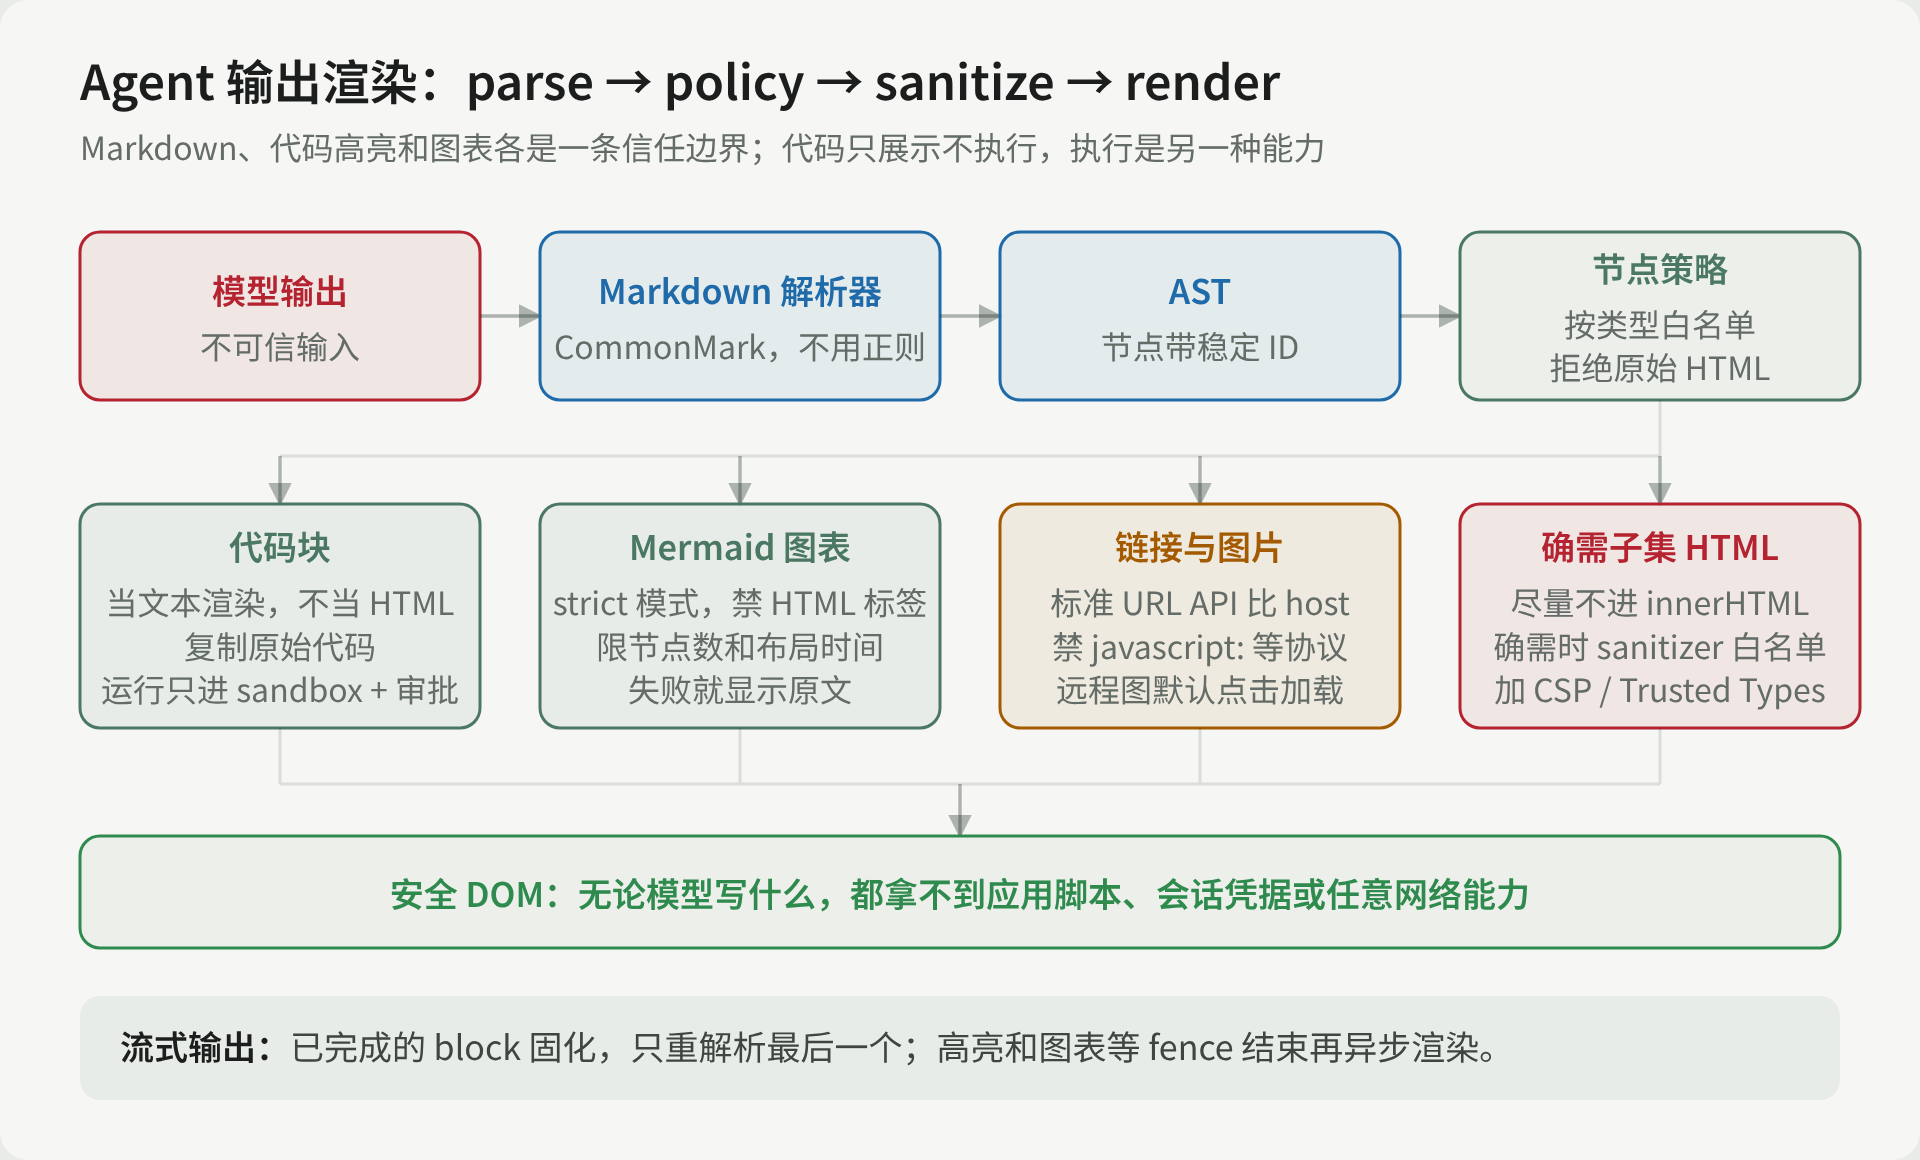 Agent 输出渲染：parse → policy → sanitize → render
Markdown、代码高亮和图表各是一条信任边界；代码只展示不执行，执行是另一种能力
模型输出
不可信输入
Markdown 解析器
CommonMark，不用正则
AST
节点带稳定 ID
节点策略
按类型白名单
拒绝原始 HTML
代码块
当文本渲染，不当 HTML
复制原始代码
运行只进 sandbox + 审批
Mermaid 图表
strict 模式，禁 HTML 标签
限节点数和布局时间
失败就显示原文
链接与图片
标准 URL API 比 host
禁 javascript: 等协议
远程图默认点击加载
确需子集 HTML
尽量不进 innerHTML
确需时 sanitizer 白名单
加 CSP / Trusted Types
安全 DOM：无论模型写什么，都拿不到应用脚本、会话凭据或任意网络能力
流式输出：已完成的 block 固化，只重解析最后一个；高亮和图表等 fence 结束再异步渲染。